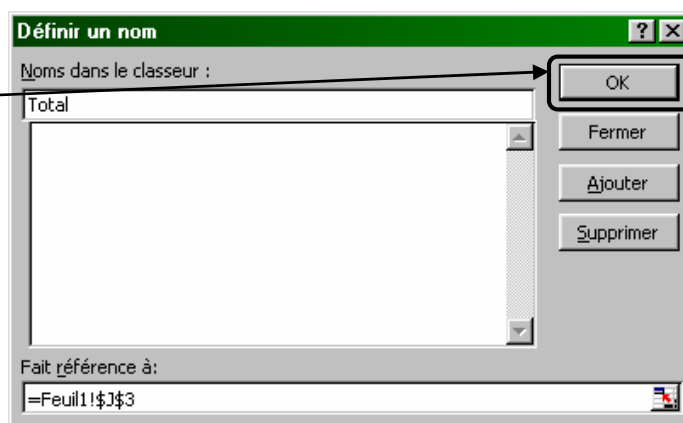 Définir un nom
Noms dans le classeur :
OK
Total
Fermer
Ajouter
Supprimer
Fait référence à:
=Feuil1!$J$3